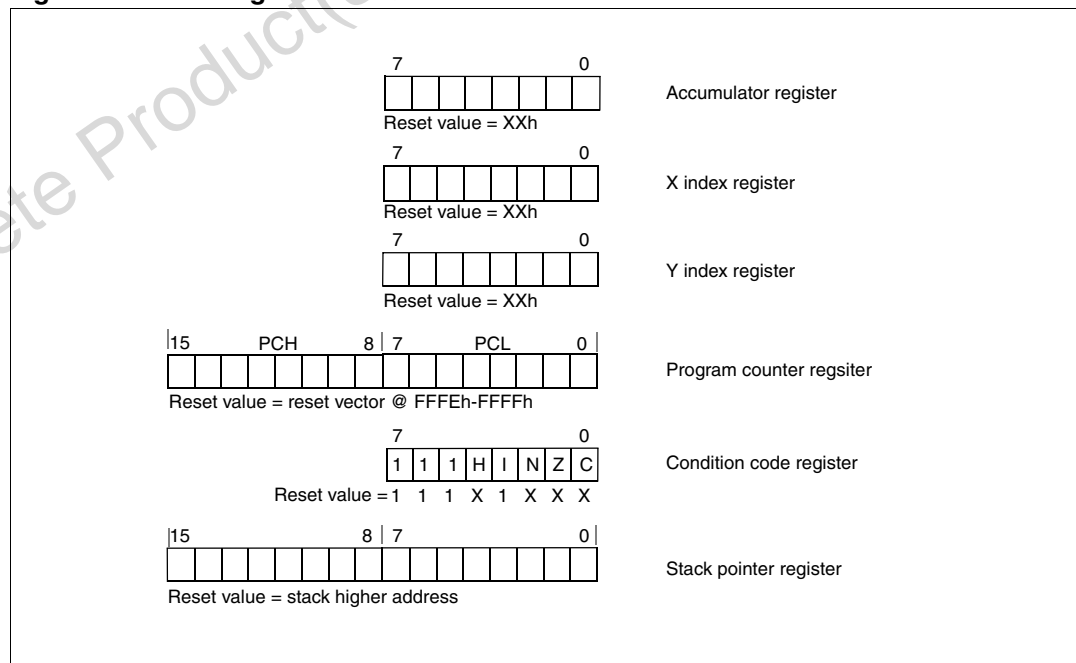 7 0
Accumulator register
Reset value = XXh
7 0
X index register
Reset value = XXh
7 0
Y index register
Reset value = XXh
15 PCH 8 7 PCL 0
Program counter regsiter
Reset value = reset vector @ FFFEh-FFFFh
7 0
1 1 1 H I N Z C
Condition code register
Reset value = 1 1 1 X 1 X X X
15 8 7 0
Stack pointer register
Reset value = stack higher address